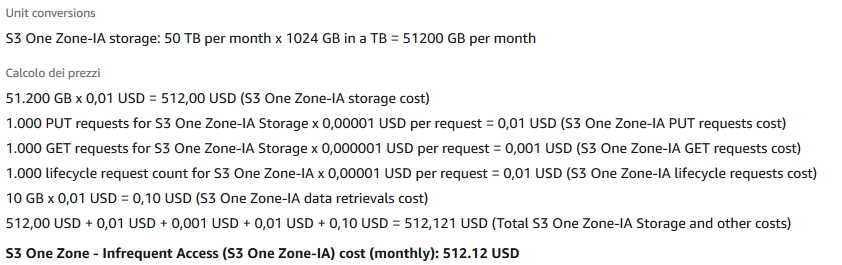 Unit conversions
S3 One Zone-IA storage: 50 TB per month x 1024 GB in a TB = 51200 GB per month
Calcolo dei prezzi
51.200 GB x 0,01 USD = 512,00 USD (S3 One Zone-IA storage cost)
1.000 PUT requests for S3 One Zone-IA Storage x 0,00001 USD per request = 0,01 USD (S3 One Zone-IA PUT requests cost)
1.000 GET requests for S3 One Zone-IA Storage x 0,000001 USD per request = 0,001 USD (S3 One Zone-IA GET requests cost)
1.000 lifecycle request count for S3 One Zone-IA x 0,00001 USD per request = 0,01 USD (S3 One Zone-IA lifecycle requests cost)
10 GB x 0,01 USD = 0,10 USD (S3 One Zone-IA data retrievals cost)
512,00 USD + 0,01 USD + 0,001 USD + 0,01 USD + 0,10 USD = 512,121 USD (Total S3 One Zone-IA Storage and other costs)
S3 One Zone - Infrequent Access (S3 One Zone-IA) cost (monthly): 512.12 USD